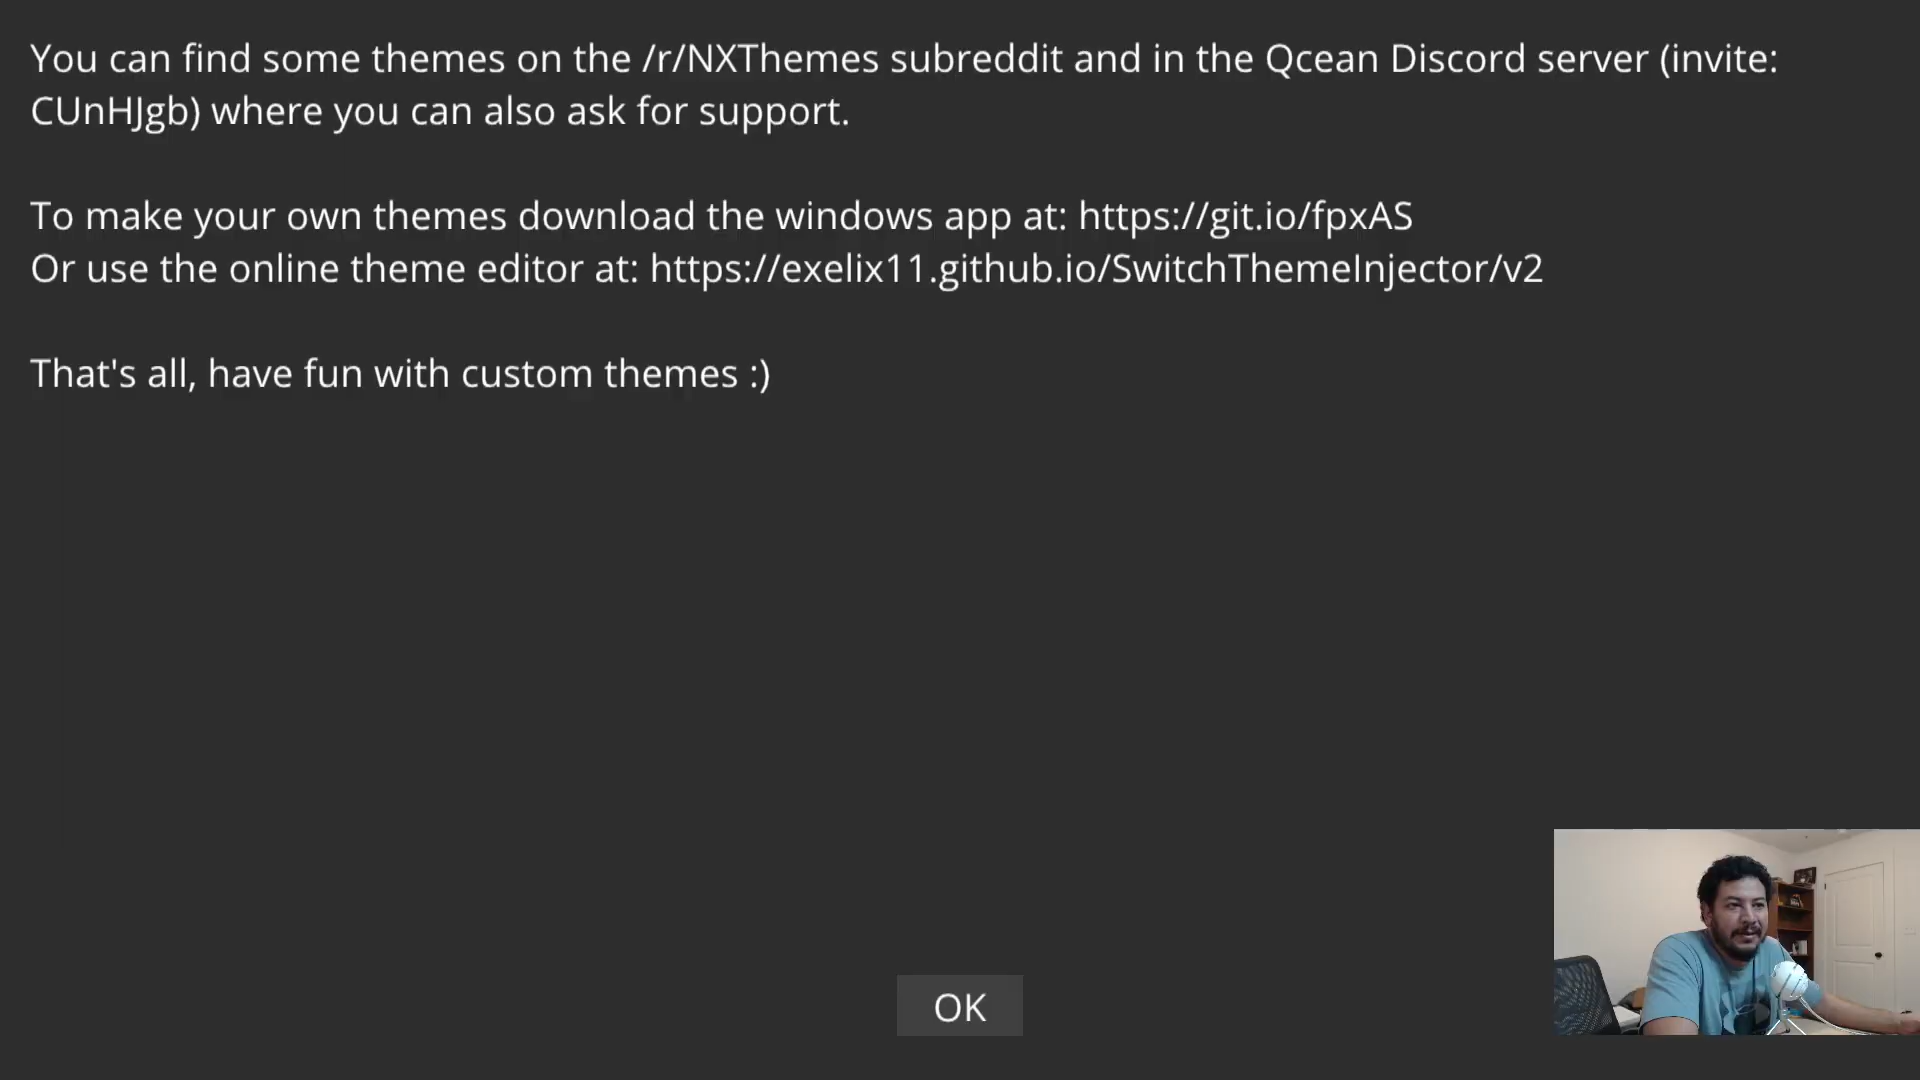 You can find some themes on the /r/NXThemes subreddit and in the Qcean Discord server (invite:
CUnHJgb) where you can also ask for support.
To make your own themes download the windows app at: https://git.io/fpxAS
Or use the online theme editor at: https://exelix11.github.io/SwitchThemeInjector/v2
That's all, have fun with custom themes :)
OK